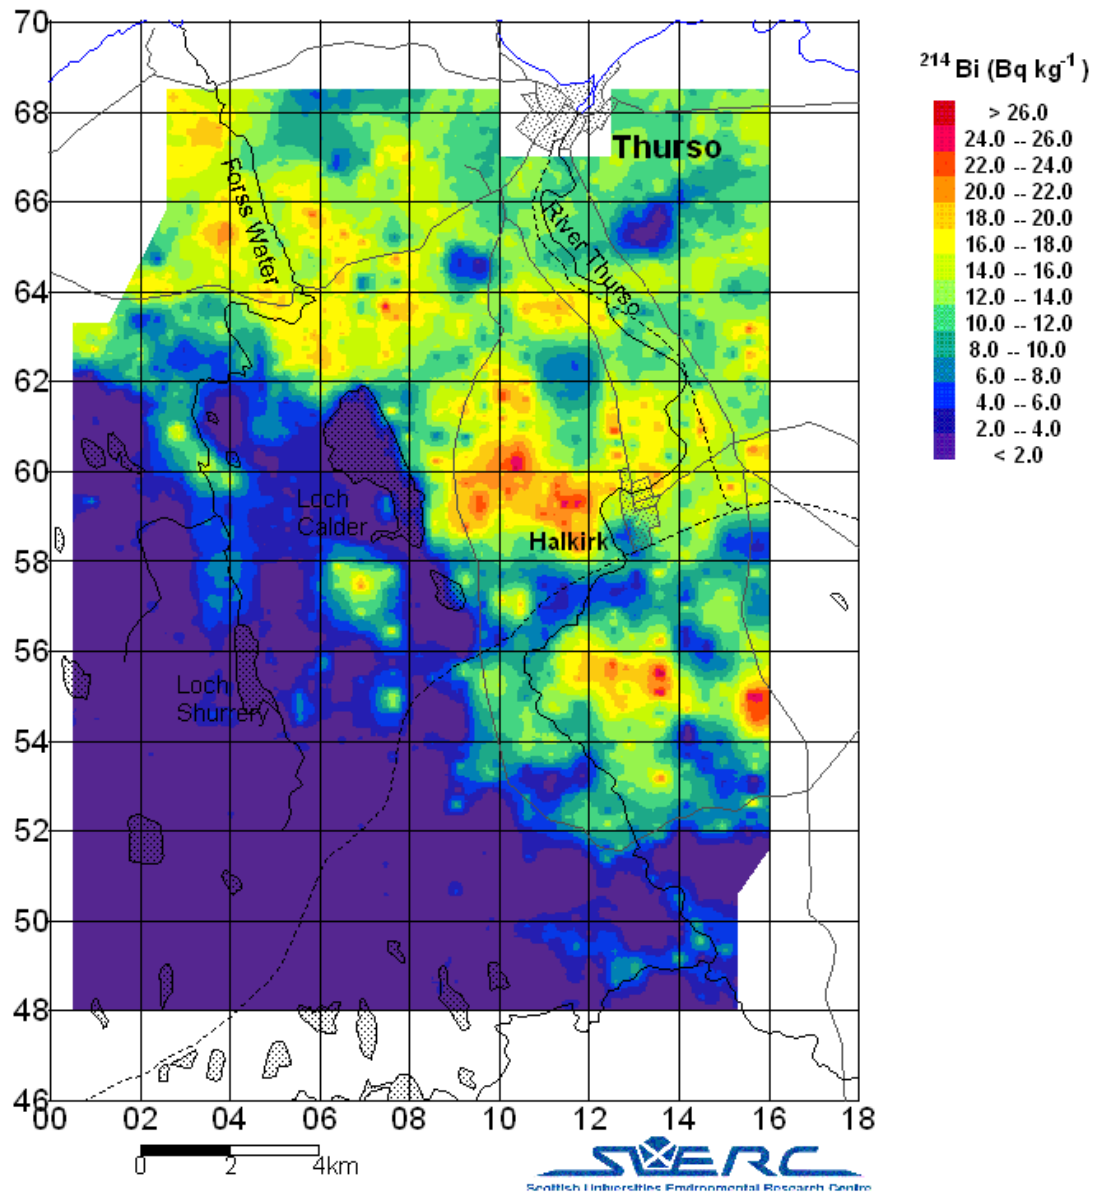 70
68
66
64
62
60
58
56
54
52
50
48
46
00 02 04 06 08 10 12 14 16 18
Thurso
Forss Water
River Thurso
Loch
Calder
Halkirk
Loch
Shurrery
0 2 4km
214 Bi (Bq kg-1 )
> 26.0
24.0 -- 26.0
22.0 -- 24.0
20.0 -- 22.0
18.0 -- 20.0
16.0 -- 18.0
14.0 -- 16.0
12.0 -- 14.0
10.0 -- 12.0
8.0 -- 10.0
6.0 -- 8.0
4.0 -- 6.0
2.0 -- 4.0
< 2.0
SUERC
Scottish Universities Environmental Research Centre